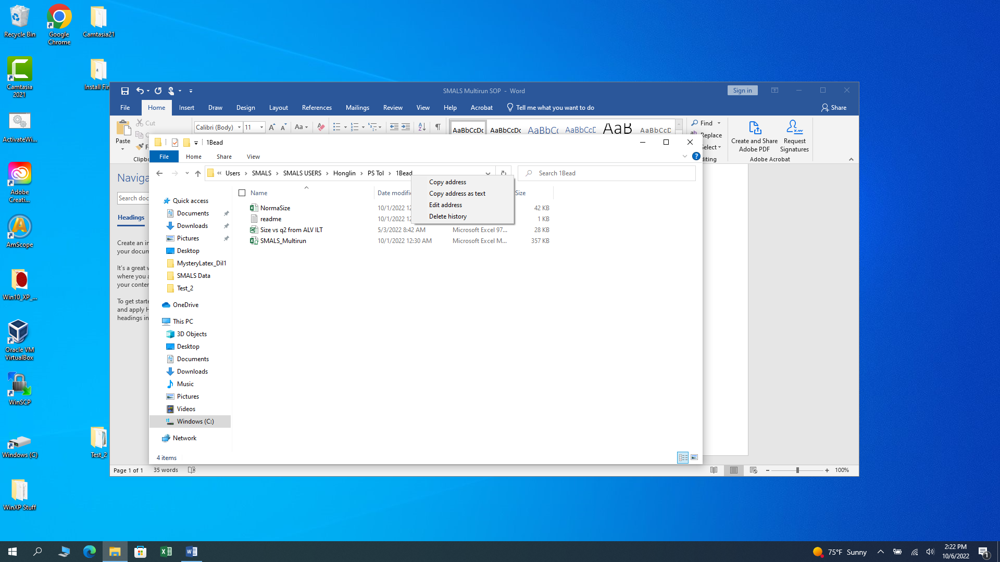 Recycle Bin
Google
Chrome
Camtasia21
Camtasia
2021
Install Fir
ActivateWi...
Adobe
Creati...
AmScope
Win10_XP_...
Oracle VM
VirtualBox
WinSCP
Windows (C)
Test_2
WinXP Stuff
SMALS Multirun SOP - Word
Sign in
File Home Insert Draw Design Layout References Mailings Review View Help Acrobat Tell me what you want to do Share
Paste
Cut
Calibri (Body) 11
Aa
AaBbCcDc AaBbCcDc AaBbC AaBbCcD AaB AaBbCcD
Find
Replace
Select
Create and Share
Adobe PDF
Request
Signatures
Adobe Acrobat
Naviga
Search doc
Headings
Create an in
your docum
It's a great w
where you a
your conten
To get starte
and apply H
headings in
1Bead
File Home Share View
« Users › SMALS › SMALS USERS › Honglin › PS Tol › 1Bead
Search 1Bead
Copy address
Copy address as text
Edit address
Delete history
Name Date modifi Size
NormaSize 10/1/2022 12 42 KB
readme 10/1/2022 12 1 KB
Size vs q2 from ALV ILT 5/3/2022 8:42 AM Microsoft Excel 97... 28 KB
SMALS_Multirun 10/1/2022 12:30 AM Microsoft Excel M... 357 KB
Quick access
Documents
Downloads
Pictures
Desktop
MysteryLatex_Dil1
SMALS Data
Test_2
OneDrive
This PC
3D Objects
Desktop
Documents
Downloads
Music
Pictures
Videos
Windows (C:)
Network
4 items
Page 1 of 1 35 words
100%
75°F Sunny
2:22 PM
10/6/2022
1